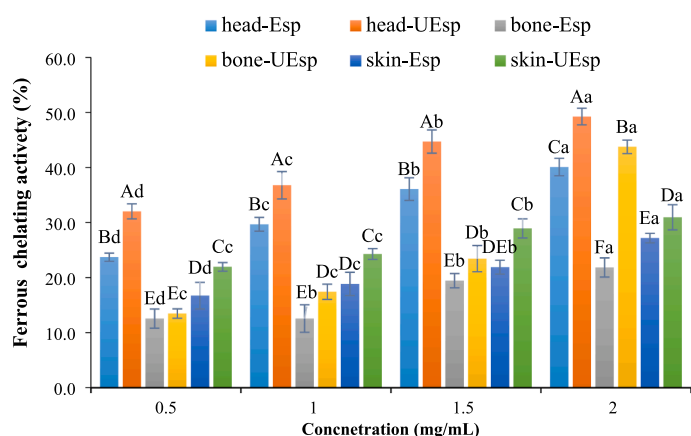 head-Esp head-UEsp bone-Esp
bone-UEsp skin-Esp skin-UEsp
Ferrous chelating activety (%)
60.0
50.0
40.0
30.0
20.0
10.0
0.0
Bd Ad Ed Ec Dd Cc
Bc Ac Eb Dc Dc Cc
Bb Ab Eb Db DEb Cb
Ca Aa Fa Ba Ea Da
0.5 1 1.5 2
Concnetration (mg/mL)